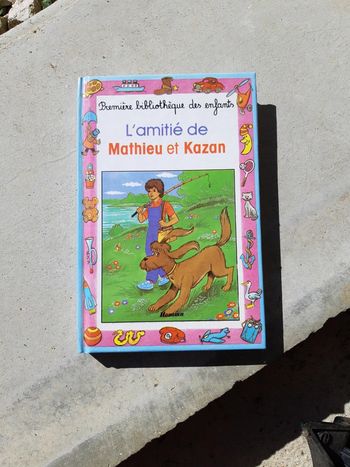 Première bibliothèque des enfants
L'amitié de
Mathieu et Kazan
Hemma